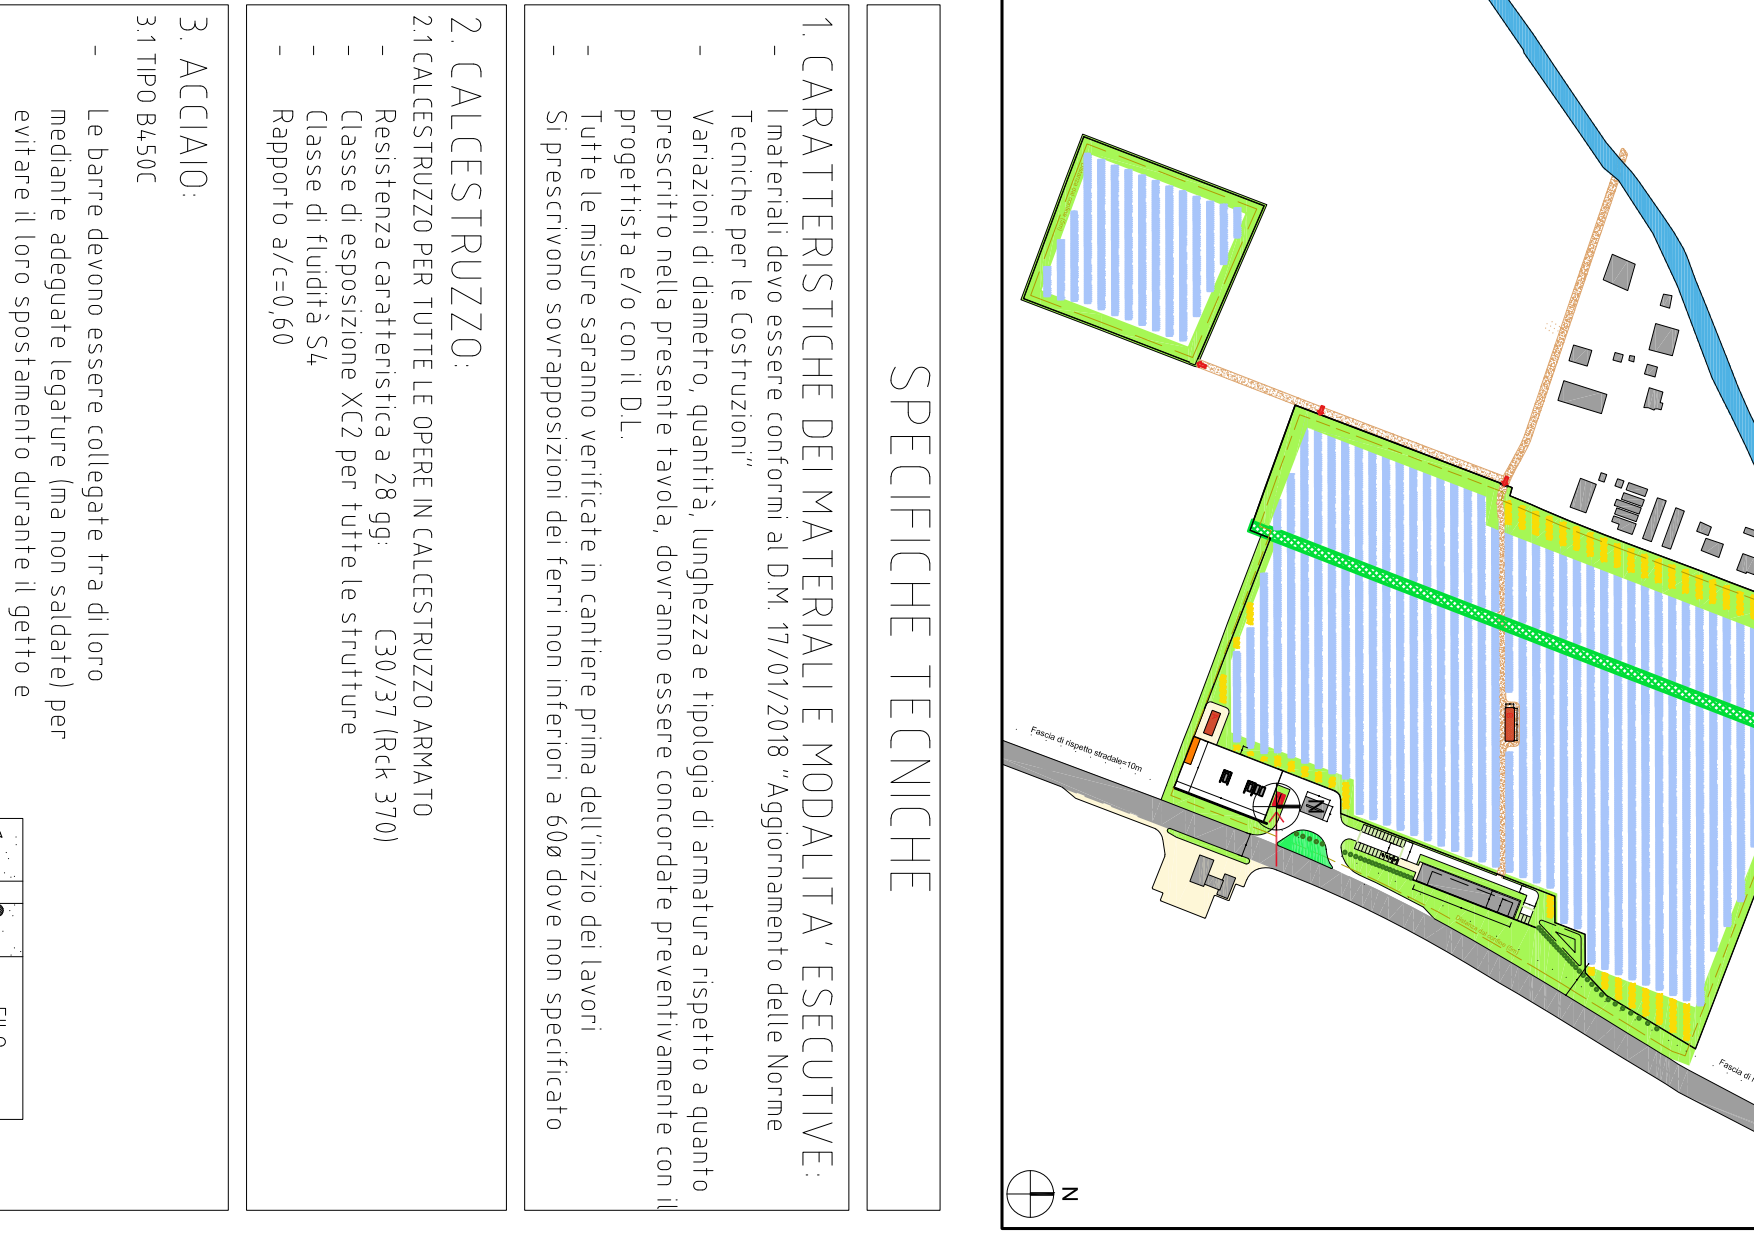 SPECIFICHE TECNICHE
1. CARATTERISTICHE DEI MATERIALI E MODALITA' ESECUTIVE:
- I materiali devo essere conformi al D.M. 17/01/2018 "Aggiornamento delle Norme
Tecniche per le Costruzioni"
- Variazioni di diametro, quantità, lunghezza e tipologia di armatura rispetto a quanto
prescritto nella presente tavola, dovranno essere concordate preventivamente con il
progettista e/o con il D.L.
- Tutte le misure saranno verificate in cantiere prima dell'inizio dei lavori
- Si prescrivono sovrapposizioni dei ferri non inferiori a 60ø dove non specificato
2. CALCESTRUZZO:
2.1 CALCESTRUZZO PER TUTTE LE OPERE IN CALCESTRUZZO ARMATO
- Resistenza caratteristica a 28 gg: C30/37 (Rck 370)
- Classe di esposizione XC2 per tutte le strutture
- Classe di fluidità S4
- Rapporto a/c=0,60
3. ACCIAIO:
3.1 TIPO B450C
- Le barre devono essere collegate fra di loro
mediante adeguate legature (ma non saldate) per
evitare il loro spostamento durante il getto e
Fascia di rispetto stradale=10m
N
Fascia di
N